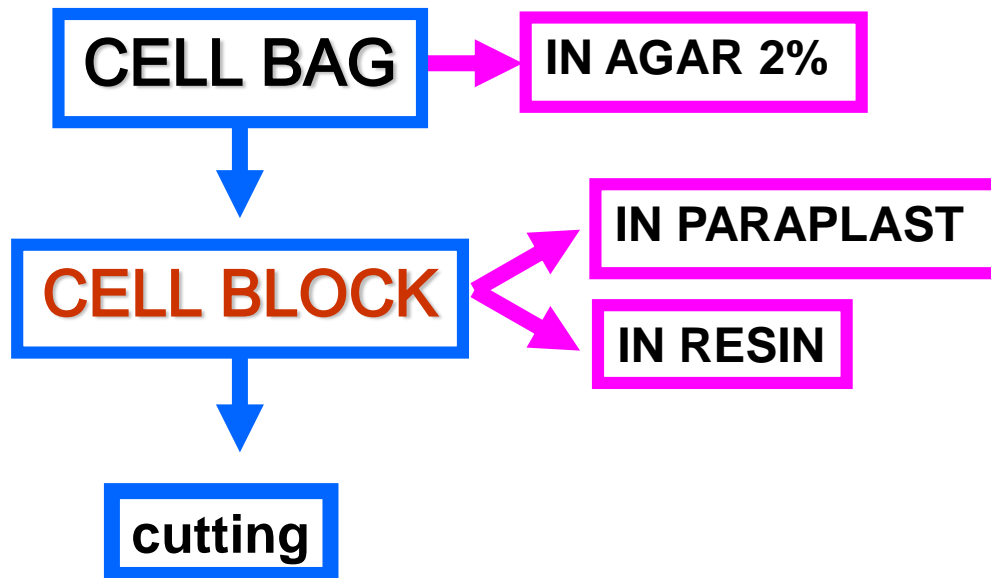 CELL BAG
IN AGAR 2%
IN PARAPLAST
CELL BLOCK
IN RESIN
cutting